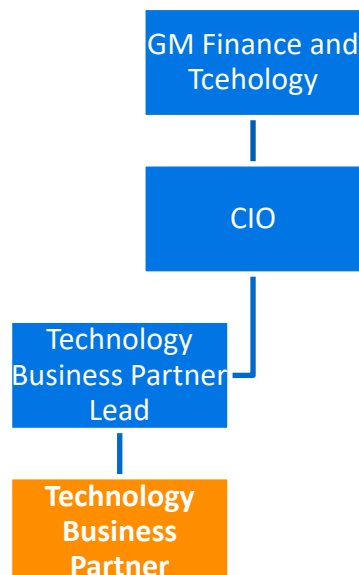 GM Finance and
Tcehology
CIO
Technology
Business Partner
Lead
Technology
Business
Partner